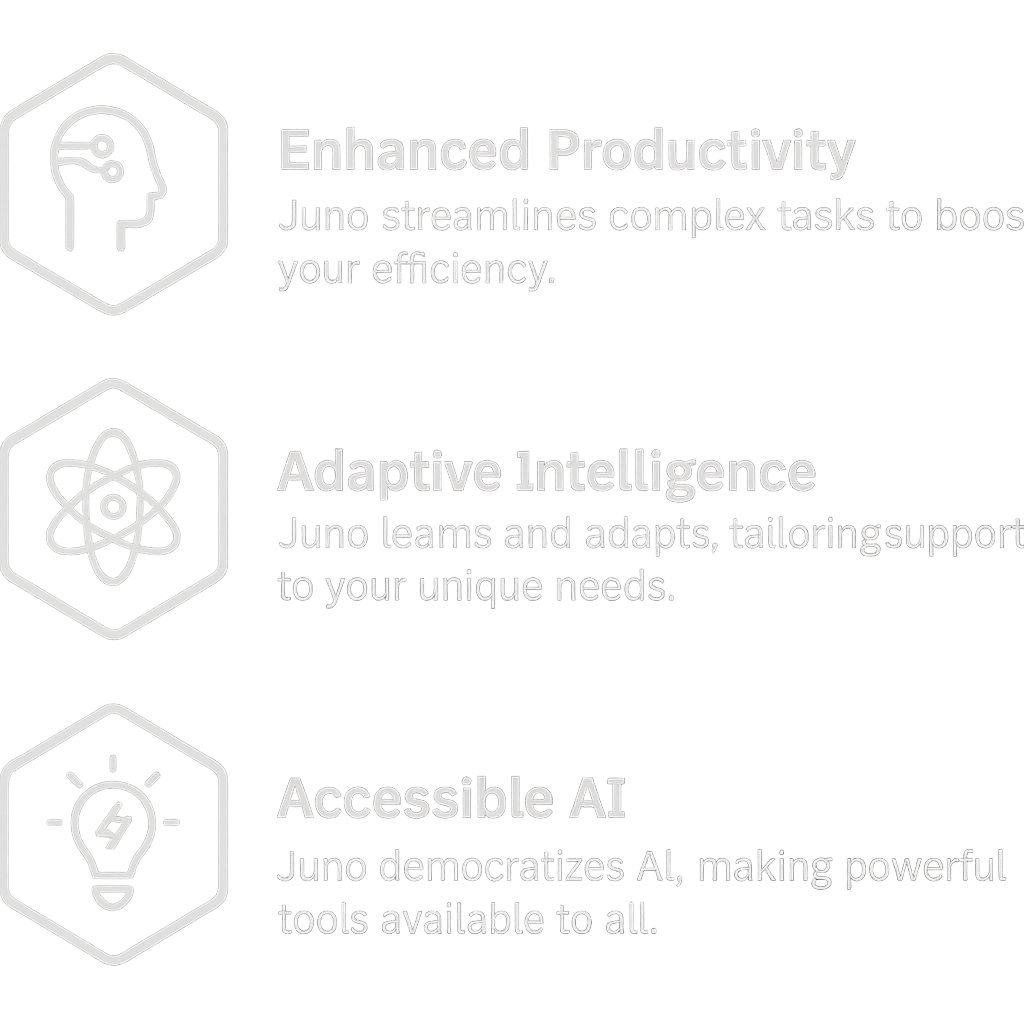 Enhanced Productivity
Juno streamlines complex tasks to boos
your efficiency.
Adaptive Intelligence
Juno leams and adapts, tailoringsupport
to your unique needs.
Accessible AI
Juno democratizes Al, making powerful
tools available to all.